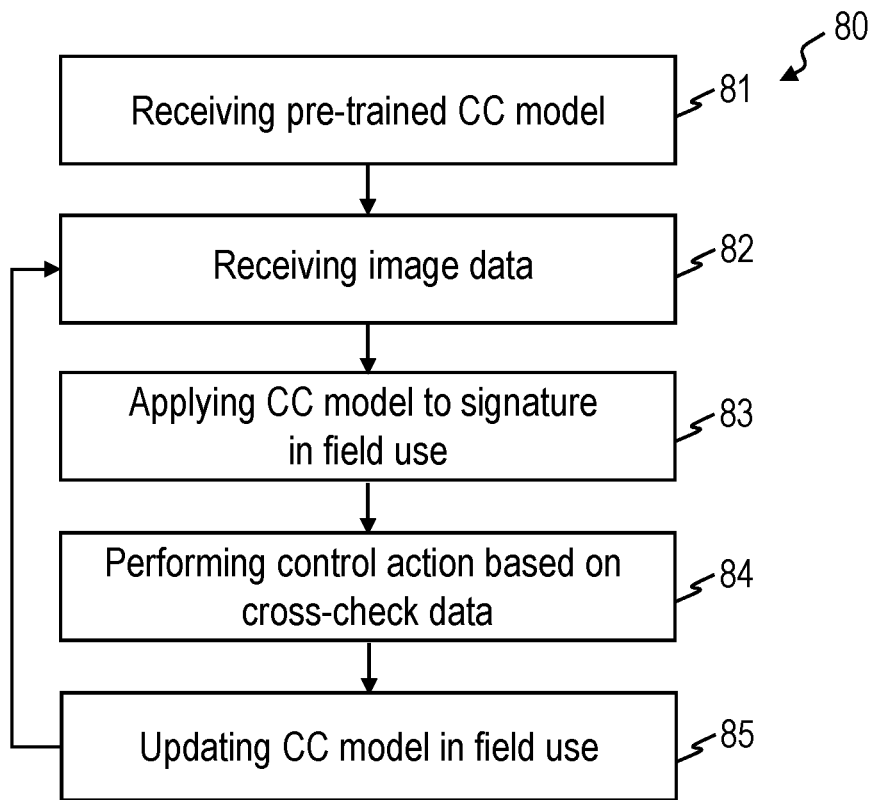 80
Receiving pre-trained CC model
81
Receiving image data
82
Applying CC model to signature
in field use
83
Performing control action based on
cross-check data
84
Updating CC model in field use
85